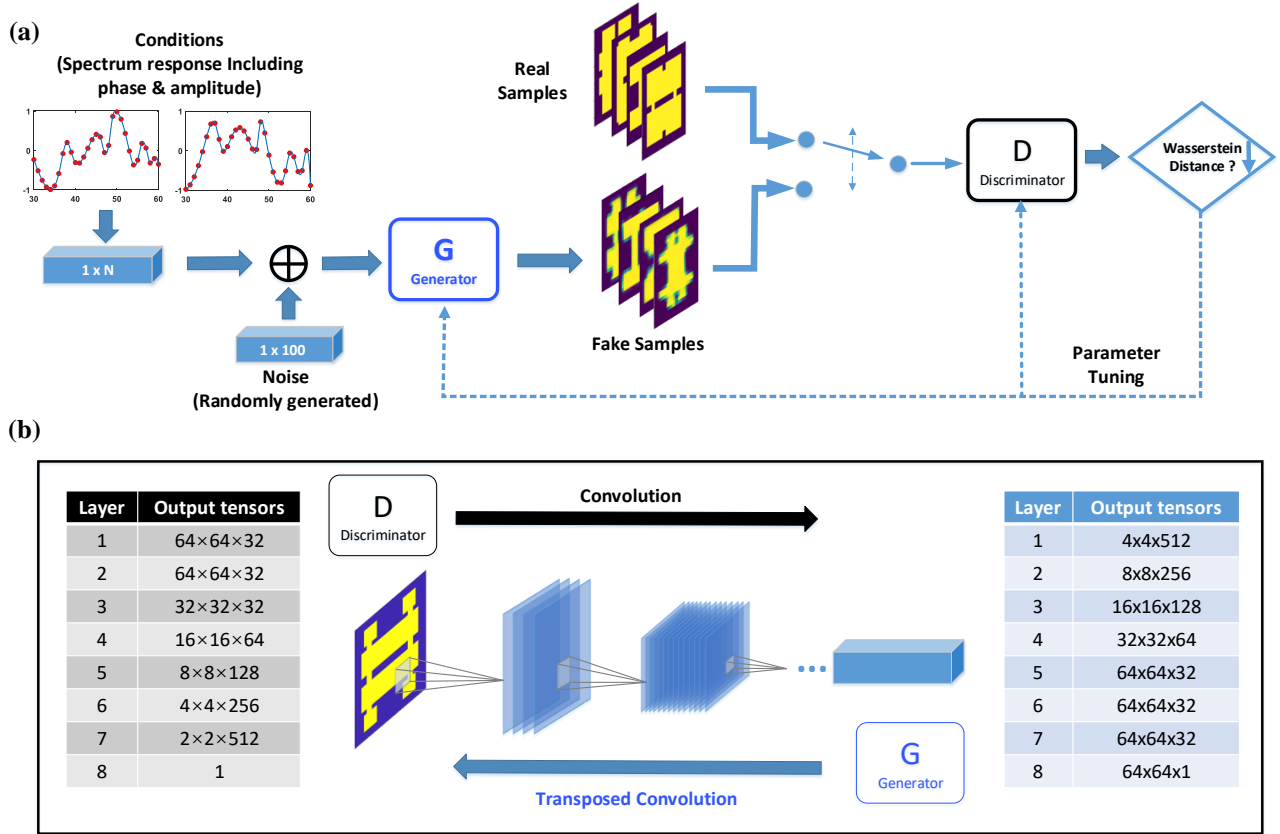 (a)
Conditions
(Spectrum response Including
phase & amplitude)
1
0
-1
30 40 50 60
1
0
-1
30 40 50 60
1 x N
1 x 100
Noise
(Randomly generated)
G
Generator
Real
Samples
Fake Samples
D
Discriminator
Wasserstein
Distance ?
Parameter
Tuning
(b)
Layer Output tensors
1 64×64×32
2 64×64×32
3 32×32×32
4 16×16×64
5 8×8×128
6 4×4×256
7 2×2×512
8 1
D
Discriminator
Convolution
G
Generator
Transposed Convolution
Layer Output tensors
1 4x4x512
2 8x8x256
3 16x16x128
4 32x32x64
5 64x64x32
6 64x64x32
7 64x64x32
8 64x64x1